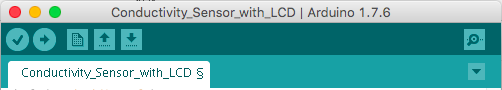 Conductivity_Sensor_with_LCD | Arduino 1.7.6
Conductivity_Sensor_with_LCD §